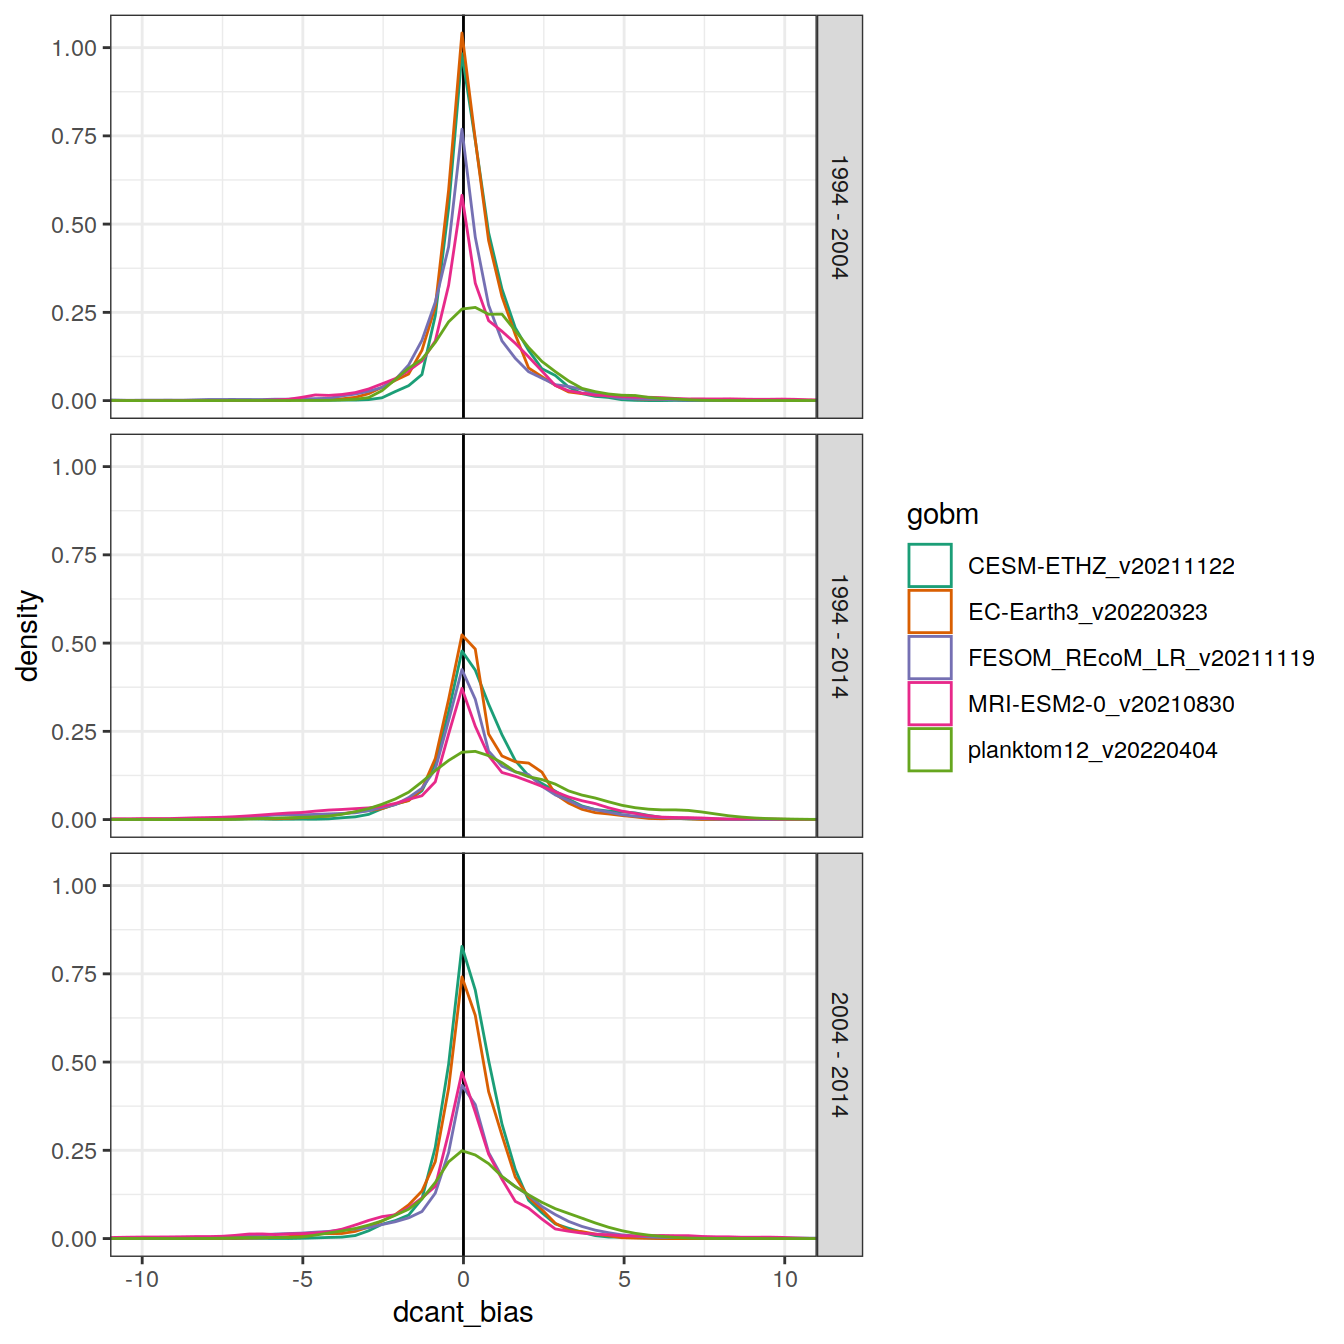 1.00
0.75
0.50
0.25
0.00
1994 - 2004
1.00
0.75
0.50
0.25
0.00
1994 - 2014
1.00
0.75
0.50
0.25
0.00
2004 - 2014
-10 -5 0 5 10
dcant_bias
density
gobm
CESM-ETHZ_v20211122
EC-Earth3_v20220323
FESOM_REcoM_LR_v20211119
MRI-ESM2-0_v20210830
planktom12_v20220404